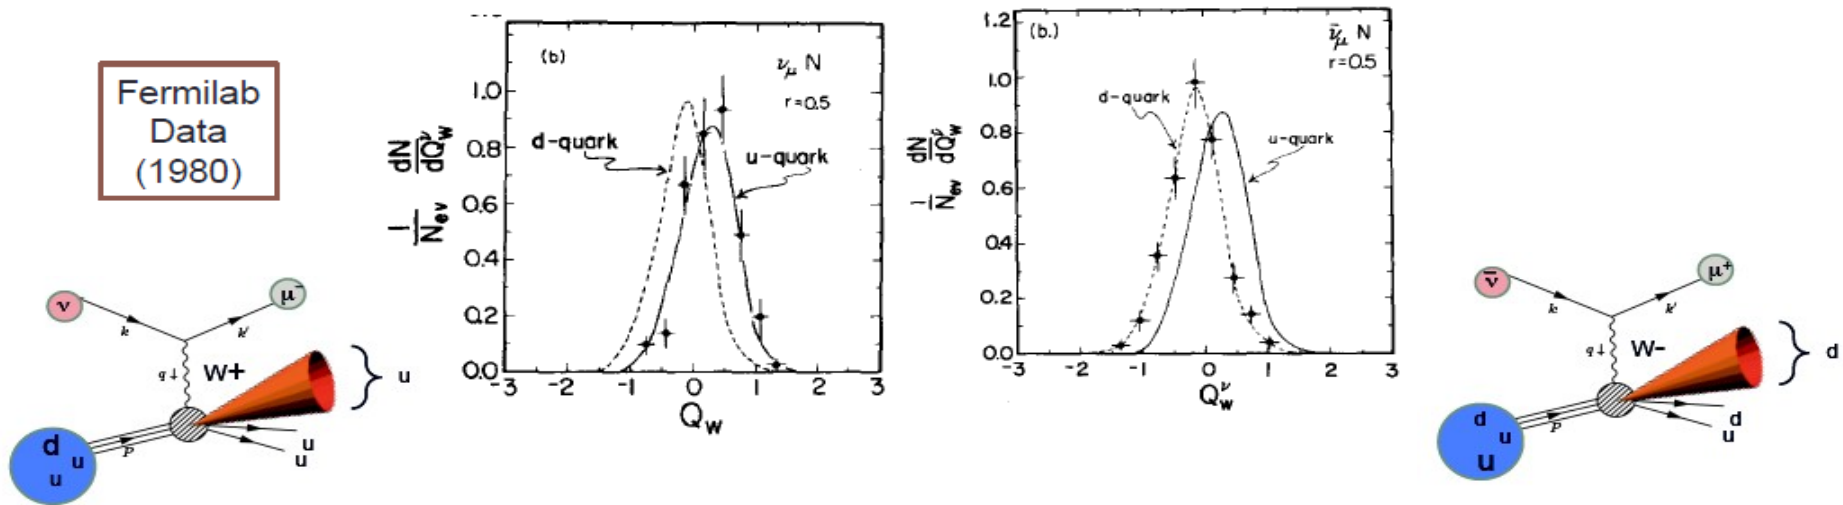 Fermilab
Data
(1980)
ν
μ⁻
k
k'
q↓
W+
u
d
u
u
P
u
u
(b)
ν_μ N
r=0.5
1.0
0.8
0.6
0.4
0.2
0.0
d-quark
u-quark
1/N_ev dN/dQ_W^ν
-3
-2
-1
0
1
2
3
Q_W
(b.)
ν̄_μ N
r=0.5
1.2
1.0
0.8
0.6
0.4
0.2
0.0
d-quark
u-quark
1/N_ev dN/dQ_W^ν
-3
-2
-1
0
1
2
3
Q_W^ν
ν̄
μ⁺
k
k'
q↓
W-
d
d
u
u
P
d
u